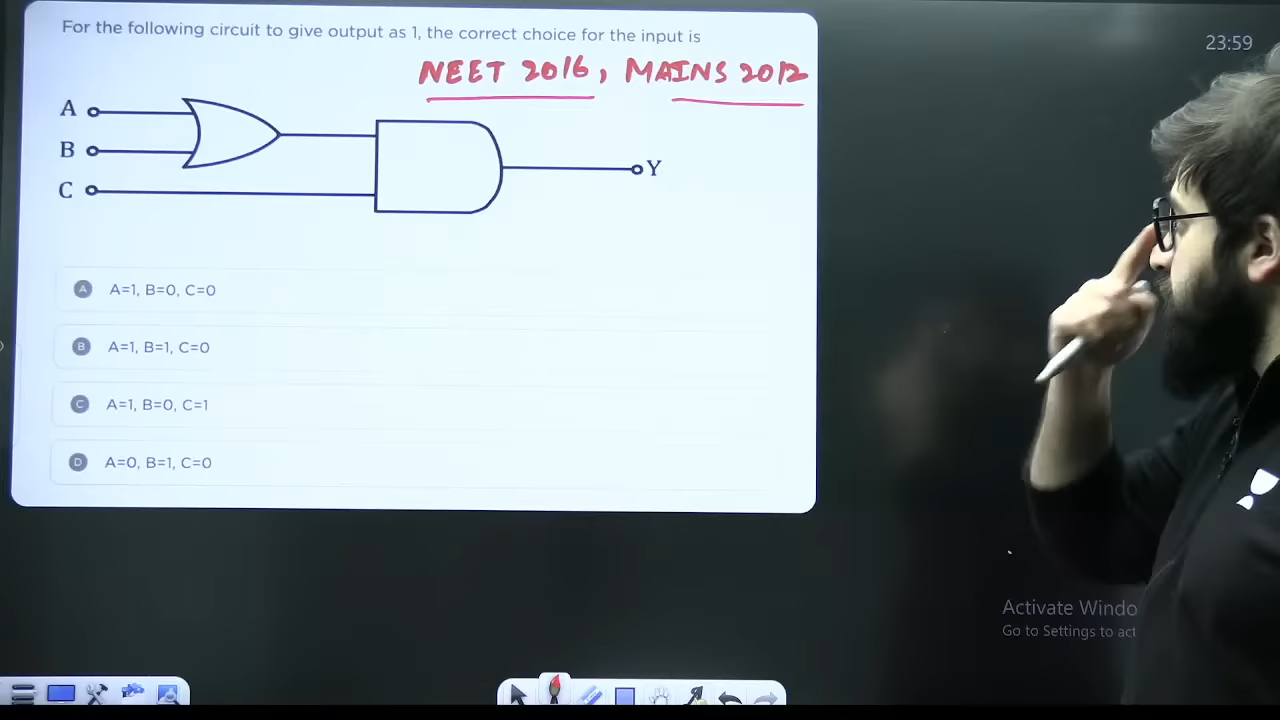 For the following circuit to give output as 1, the correct choice for the input is
23:59
NEET 2016, MAINS 2012
A
B
C
Y
A A=1, B=0, C=0
B A=1, B=1, C=0
C A=1, B=0, C=1
D A=0, B=1, C=0
Activate Windo
Go to Settings to act